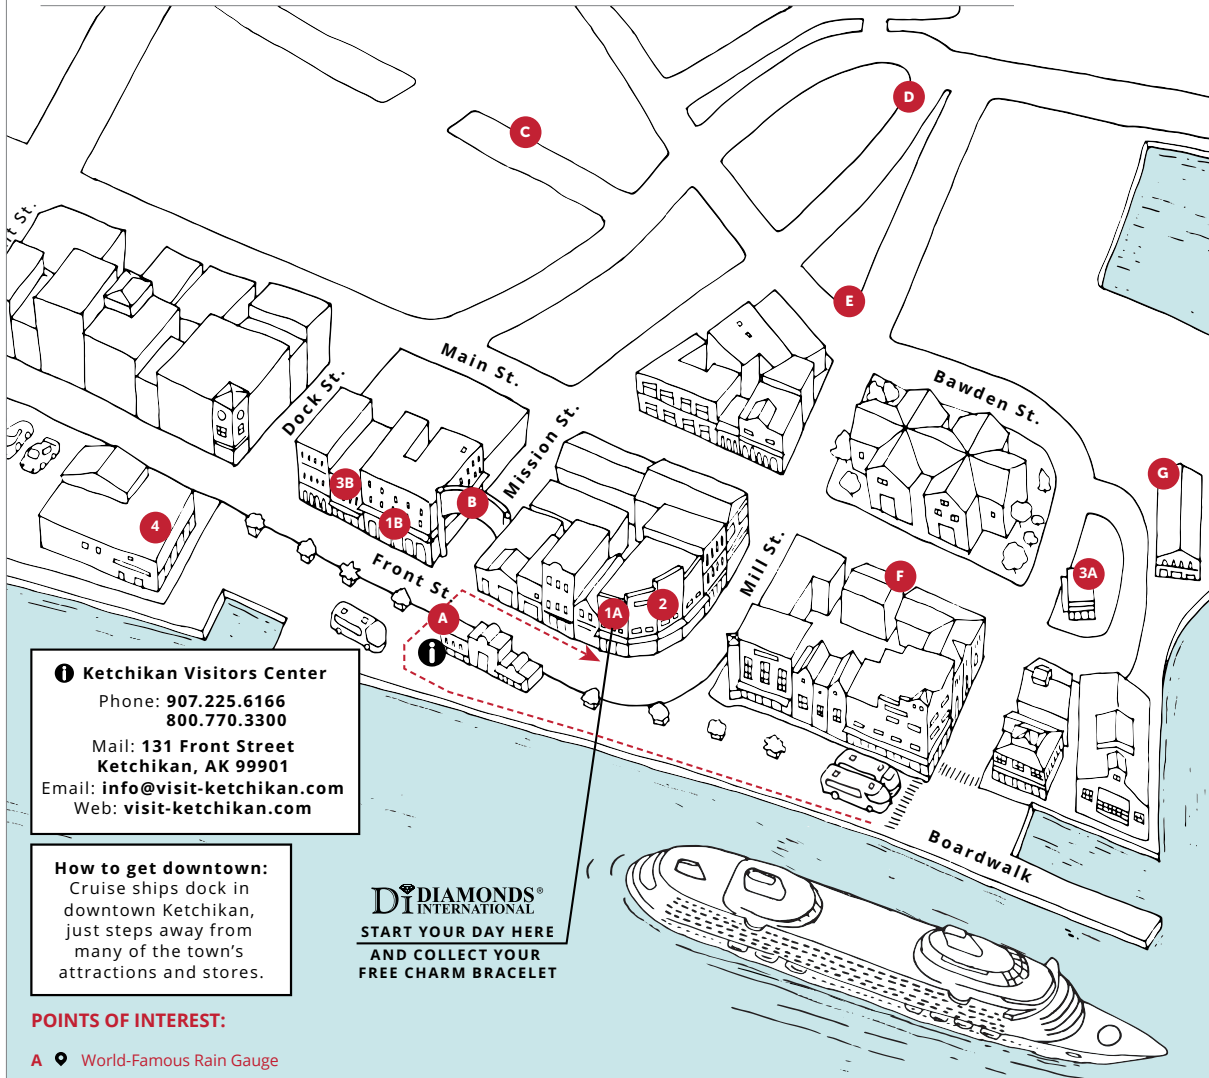 C
D
E
t St.
Main St.
Dock St.
Mission St.
Bawden St.
G
3B
B
1B
4
Front St.
Mill St.
F
3A
A
1A
2
Ketchikan Visitors Center
Phone: 907.225.6166
800.770.3300
Mail: 131 Front Street
Ketchikan, AK 99901
Email: info@visit-ketchikan.com
Web: visit-ketchikan.com
Boardwalk
How to get downtown:
Cruise ships dock in
downtown Ketchikan,
just steps away from
many of the town's
attractions and stores.
Di DIAMONDS®
INTERNATIONAL
START YOUR DAY HERE
AND COLLECT YOUR
FREE CHARM BRACELET
POINTS OF INTEREST:
A World-Famous Rain Gauge